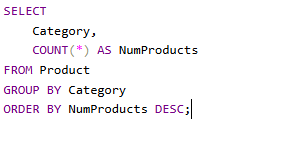 SELECT
    Category,
    COUNT(*) AS NumProducts
FROM Product
GROUP BY Category
ORDER BY NumProducts DESC;